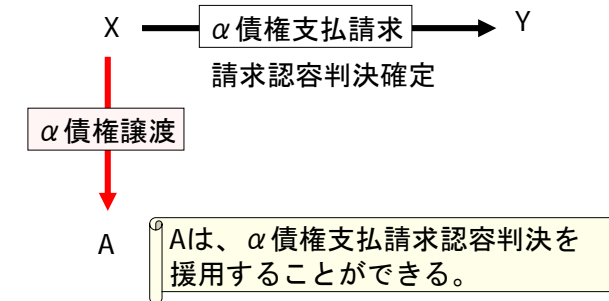 X α債権支払請求 Y
請求認容判決確定
α債権譲渡
A
Aは、α債権支払請求認容判決を
援用することができる。